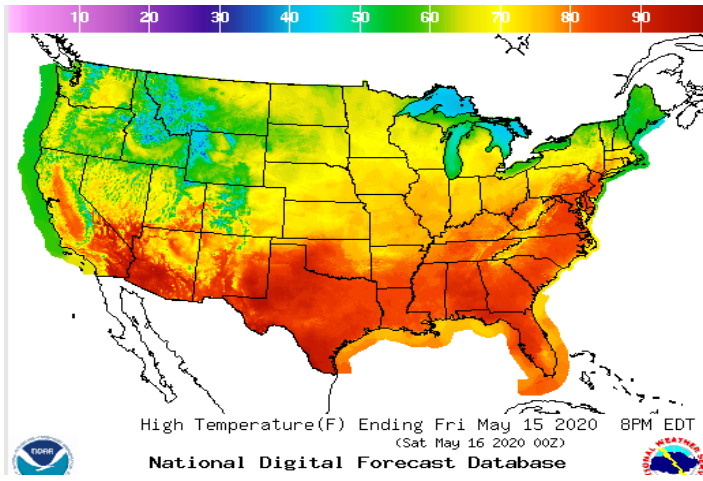 10 20 30 40 50 60 70 80 90
High Temperature(F) Ending Fri May 15 2020 8PM EDT
(Sat May 16 2020 00Z)
National Digital Forecast Database
NOAA